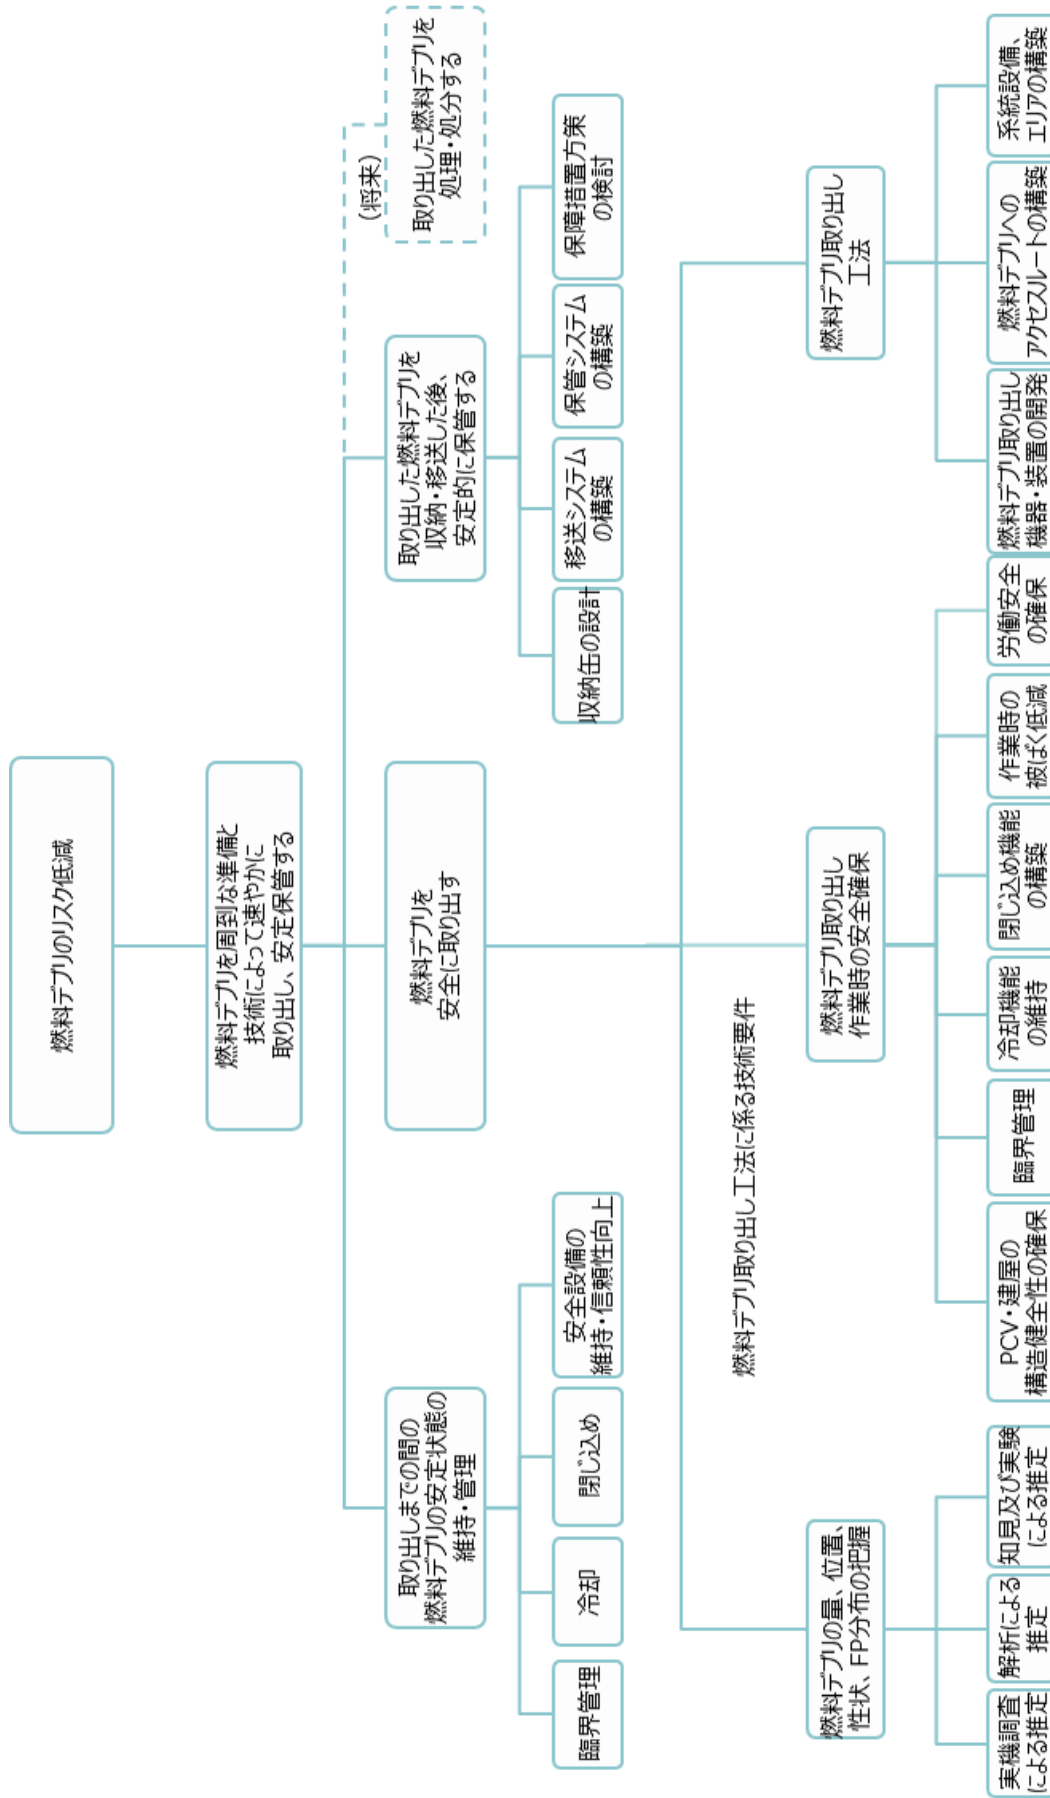 燃料デブリのリスク低減
燃料デブリを周到な準備と
技術によって速やかに
取り出し、安定保管する
取り出しまでの間の
燃料デブリの安定状態の
維持・管理
燃料デブリを
安全に取り出す
取り出した燃料デブリを
収納・移送した後、
安定的に保管する
(将来)
取り出した燃料デブリを
処理・処分する
臨界管理
冷却
閉じ込め
安全設備の
維持・信頼性向上
収納缶の設計
移送システム
の構築
保管システム
の構築
保障措置方策
の検討
燃料デブリ取り出し工法に係る技術要件
燃料デブリの量、位置、
性状、FP分布の把握
燃料デブリ取り出し
作業時の安全確保
燃料デブリ取り出し
工法
実機調査
による推定
解析による
推定
知見及び実験
による推定
PCV・建屋の
構造健全性の確保
臨界管理
冷却機能
の維持
閉じ込め機能
の構築
作業時の
被ばく低減
労働安全
の確保
燃料デブリ取り出し
機器・装置の開発
燃料デブリへの
アクセスルートの構築
系統設備、
エリアの構築